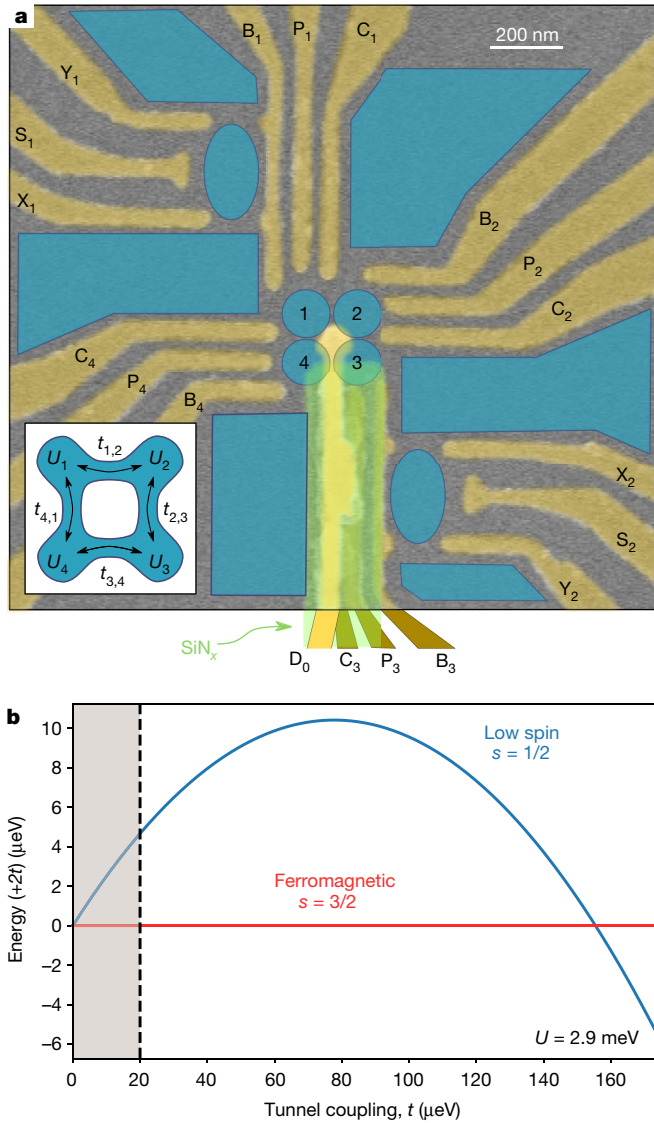 a
B₁ P₁ C₁
200 nm
Y₁
S₁
X₁
B₂
P₂
C₂
1 2
4 3
C₄
P₄
B₄
X₂
S₂
Y₂
U₁ t₁,₂ U₂
t₄,₁ t₂,₃
U₄ t₃,₄ U₃
SiNₓ
D₀ C₃ P₃ B₃
b
Energy (+2t) (µeV)
10
8
6
4
2
0
−2
−4
−6
Low spin
s = 1/2
Ferromagnetic
s = 3/2
U = 2.9 meV
0 20 40 60 80 100 120 140 160
Tunnel coupling, t (µeV)